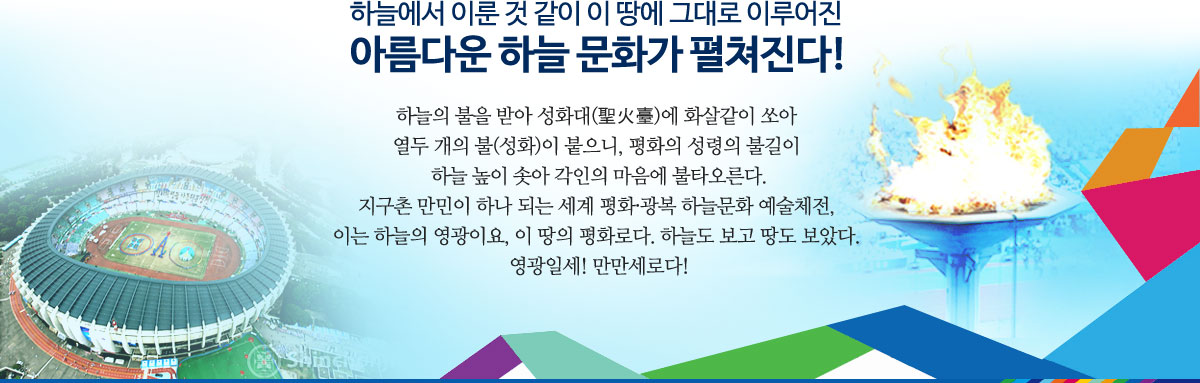 하늘에서 이룬 것 같이 이 땅에 그대로 이루어진
아름다운 하늘 문화가 펼쳐진다!
하늘의 불을 받아 성화대(聖火臺)에 화살같이 쏘아
열두 개의 불(성화)이 붙으니, 평화의 성령의 불길이
하늘 높이 솟아 각인의 마음에 불타오른다.
지구촌 만민이 하나 되는 세계 평화·광복 하늘문화 예술체전,
이는 하늘의 영광이요, 이 땅의 평화로다. 하늘도 보고 땅도 보았다.
영광일세! 만만세로다!